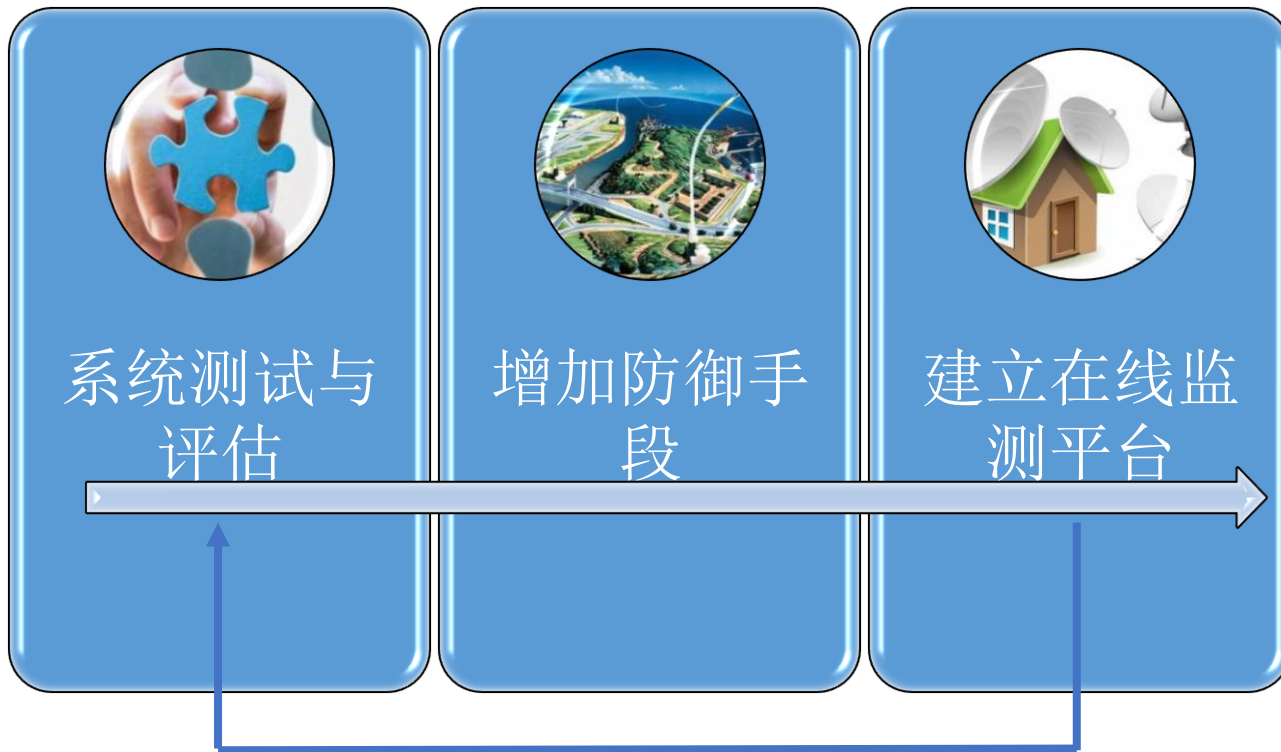 系统测试与
评估
增加防御手
段
建立在线监
测平台